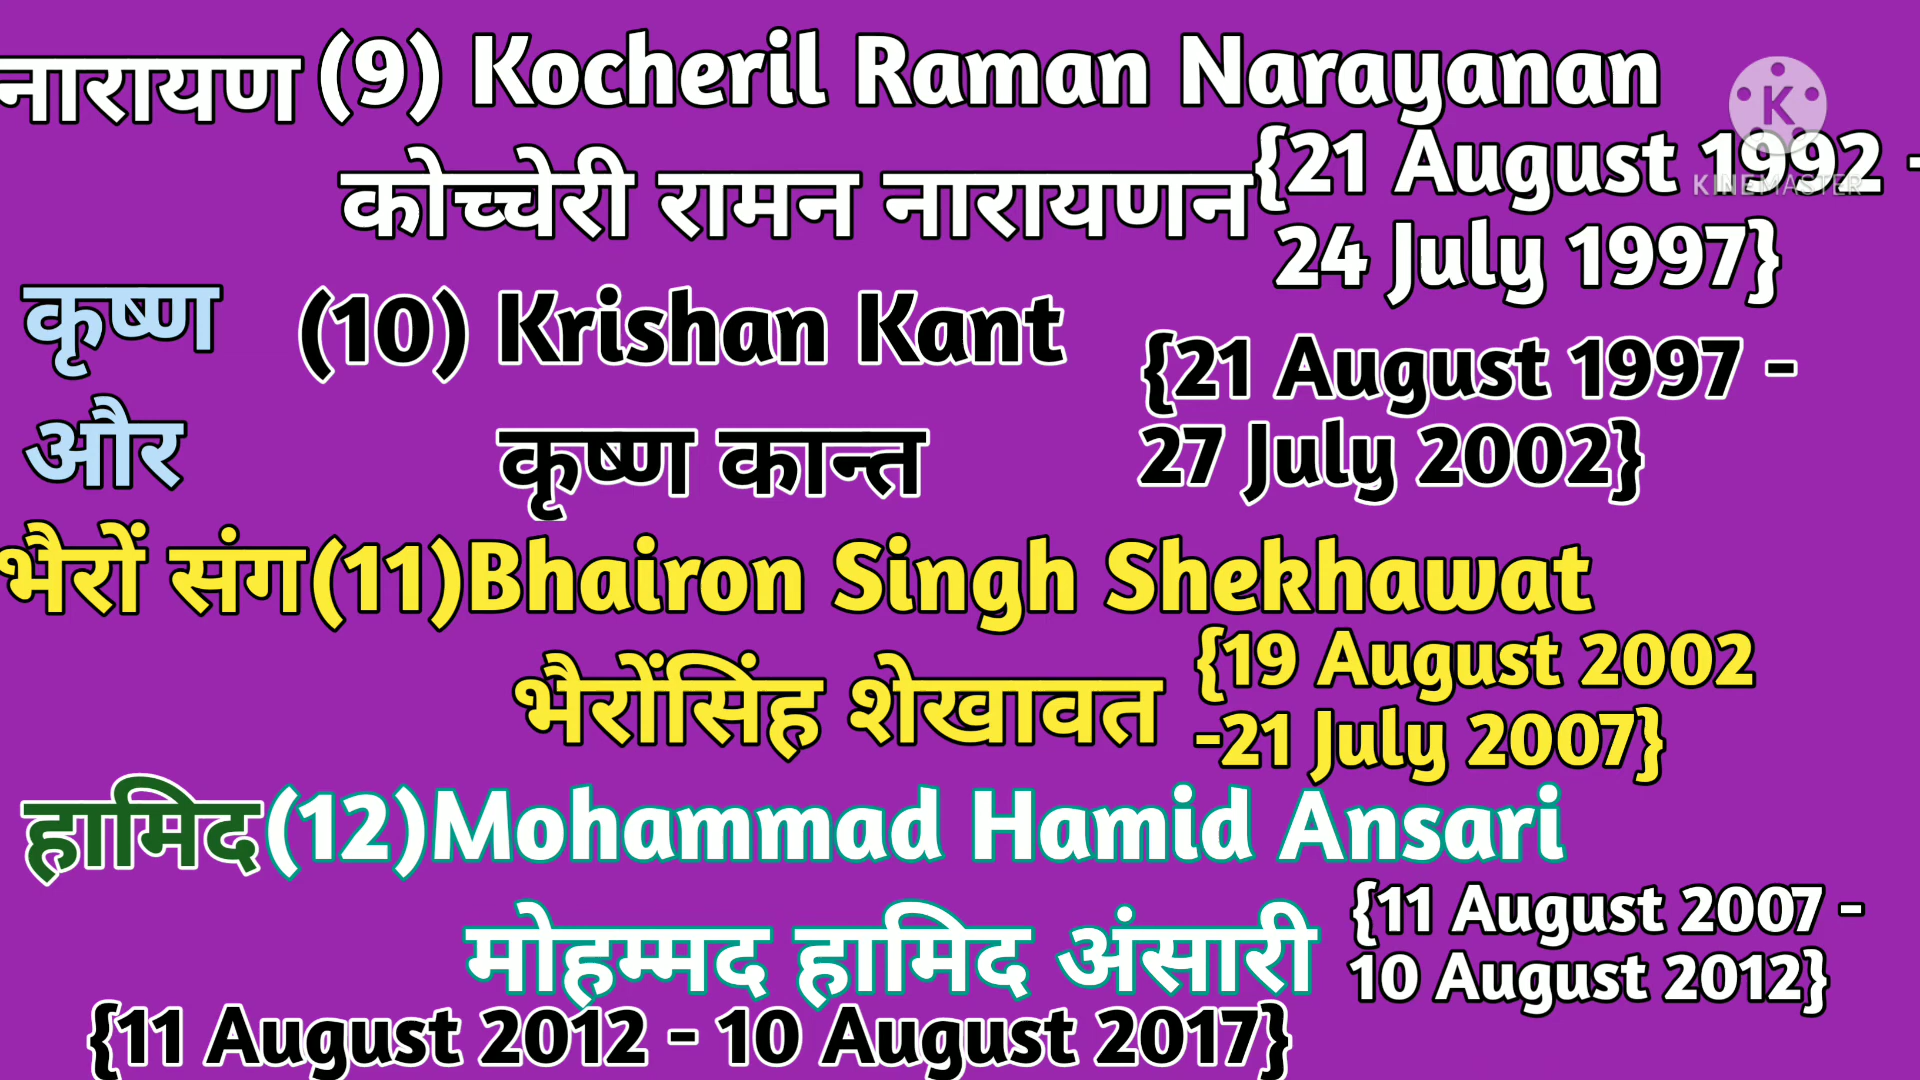 नारायण (9) Kocheril Raman Narayanan
कोच्चेरी रामन नारायणन {21 August 1992 -
24 July 1997}
कृष्ण (10) Krishan Kant
{21 August 1997 -
और कृष्ण कान्त 27 July 2002}
भैरों संग (11)Bhairon Singh Shekhawat
{19 August 2002
भैरोंसिंह शेखावत -21 July 2007}
हामिद (12)Mohammad Hamid Ansari
{11 August 2007 -
मोहम्मद हामिद अंसारी 10 August 2012}
{11 August 2012 - 10 August 2017}
K
KINEMASTER